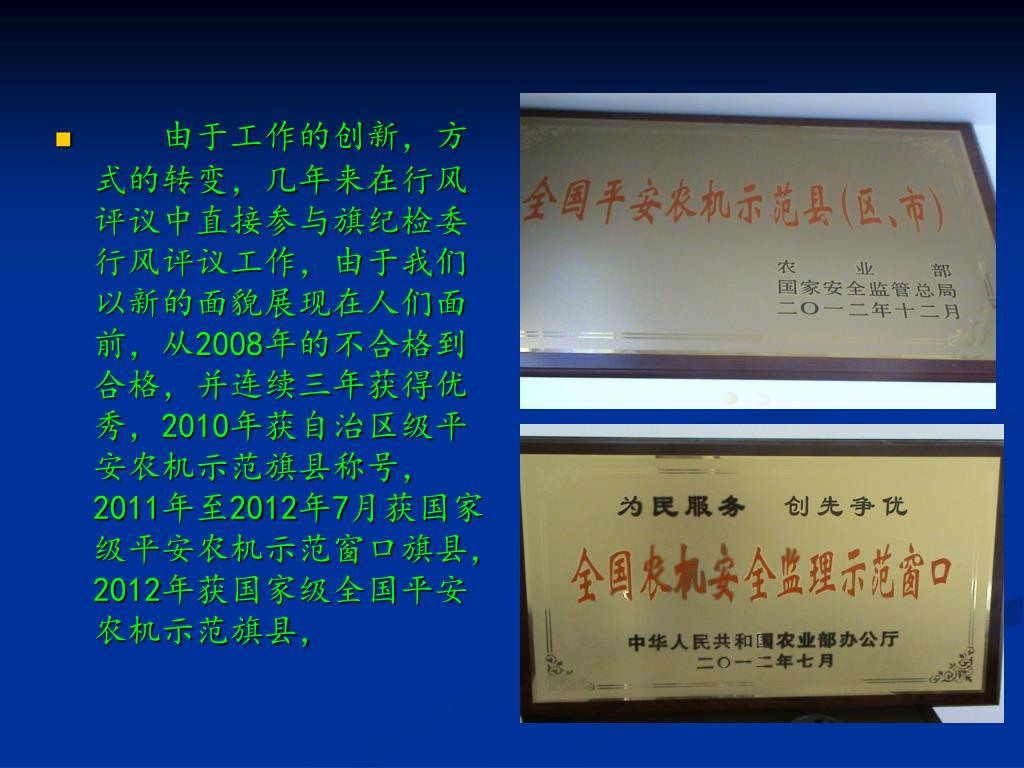 由于工作的创新，方
式的转变，几年来在行风
评议中直接参与旗纪检委
行风评议工作，由于我们
以新的面貌展现在人们面
前，从2008年的不合格到
合格，并连续三年获得优
秀，2010年获自治区级平
安农机示范旗县称号，
2011年至2012年7月获国家
级平安农机示范窗口旗县，
2012年获国家级全国平安
农机示范旗县，
全国平安农机示范县(区、市)
农 业 部
国家安全监管总局
二〇一二年十二月
为民服务 创先争优
全国农机安全监理示范窗口
中华人民共和国农业部办公厅
二〇一二年七月